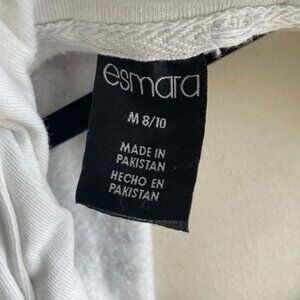 esmara
M 8/10
MADE IN
PAKISTAN
HECHO EN
PAKISTAN